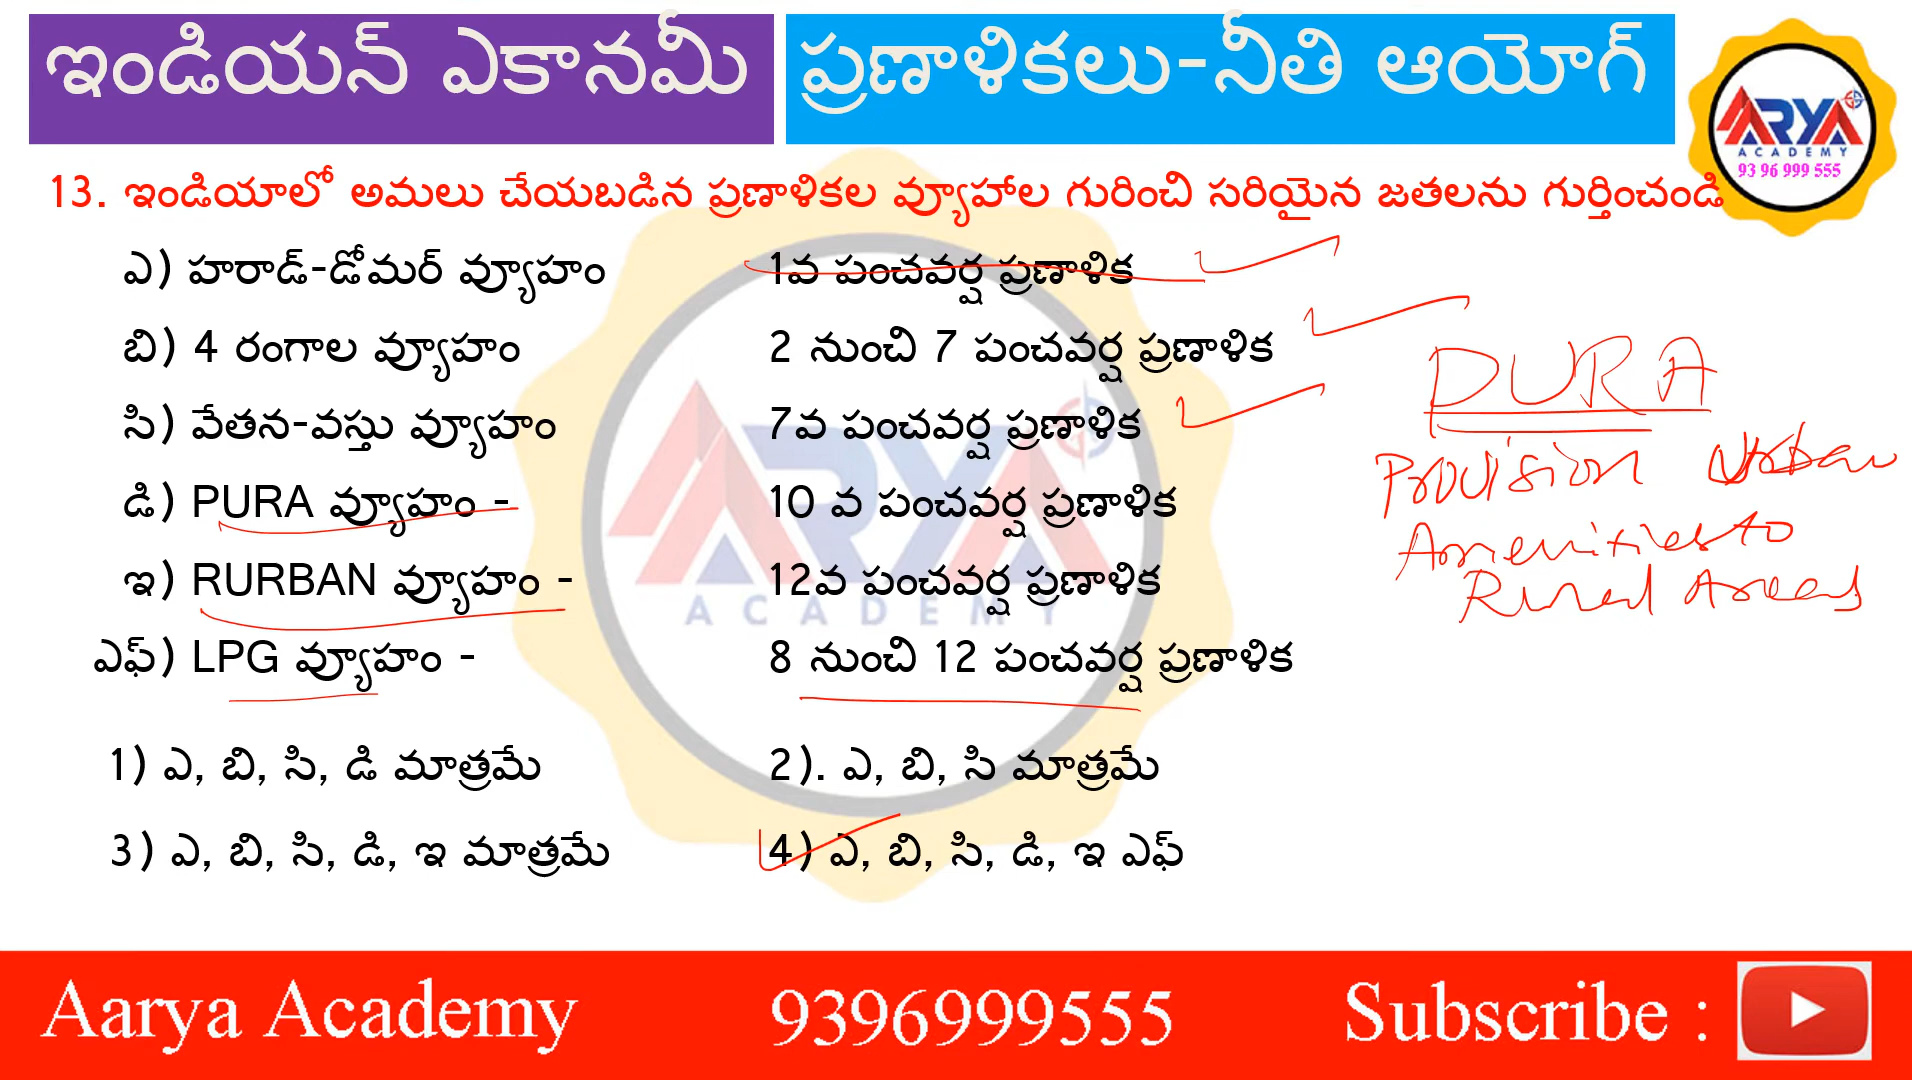 ఇండియన్ ఎకానమీ ప్రణాళికలు-నీతి ఆయోగ్
ARYA
ACADEMY
93 96 999 555
13. ఇండియాలో అమలు చేయబడిన ప్రణాళికల వ్యూహాల గురించి సరియైన జతలను గుర్తించండి
ఎ) హరాడ్-డోమర్ వ్యూహం 1వ పంచవర్ష ప్రణాళిక
బి) 4 రంగాల వ్యూహం 2 నుంచి 7 పంచవర్ష ప్రణాళిక
సి) వేతన-వస్తు వ్యూహం 7వ పంచవర్ష ప్రణాళిక
డి) PURA వ్యూహం - 10 వ పంచవర్ష ప్రణాళిక
ఇ) RURBAN వ్యూహం - 12వ పంచవర్ష ప్రణాళిక
ఎఫ్) LPG వ్యూహం - 8 నుంచి 12 పంచవర్ష ప్రణాళిక
1) ఎ, బి, సి, డి మాత్రమే 2). ఎ, బి, సి మాత్రమే
3) ఎ, బి, సి, డి, ఇ మాత్రమే 4) ఎ, బి, సి, డి, ఇ ఎఫ్
PURA
Provision Urban
Amenities to
Rural Areas
ARYA
ACADEMY
Aarya Academy 9396999555 Subscribe :